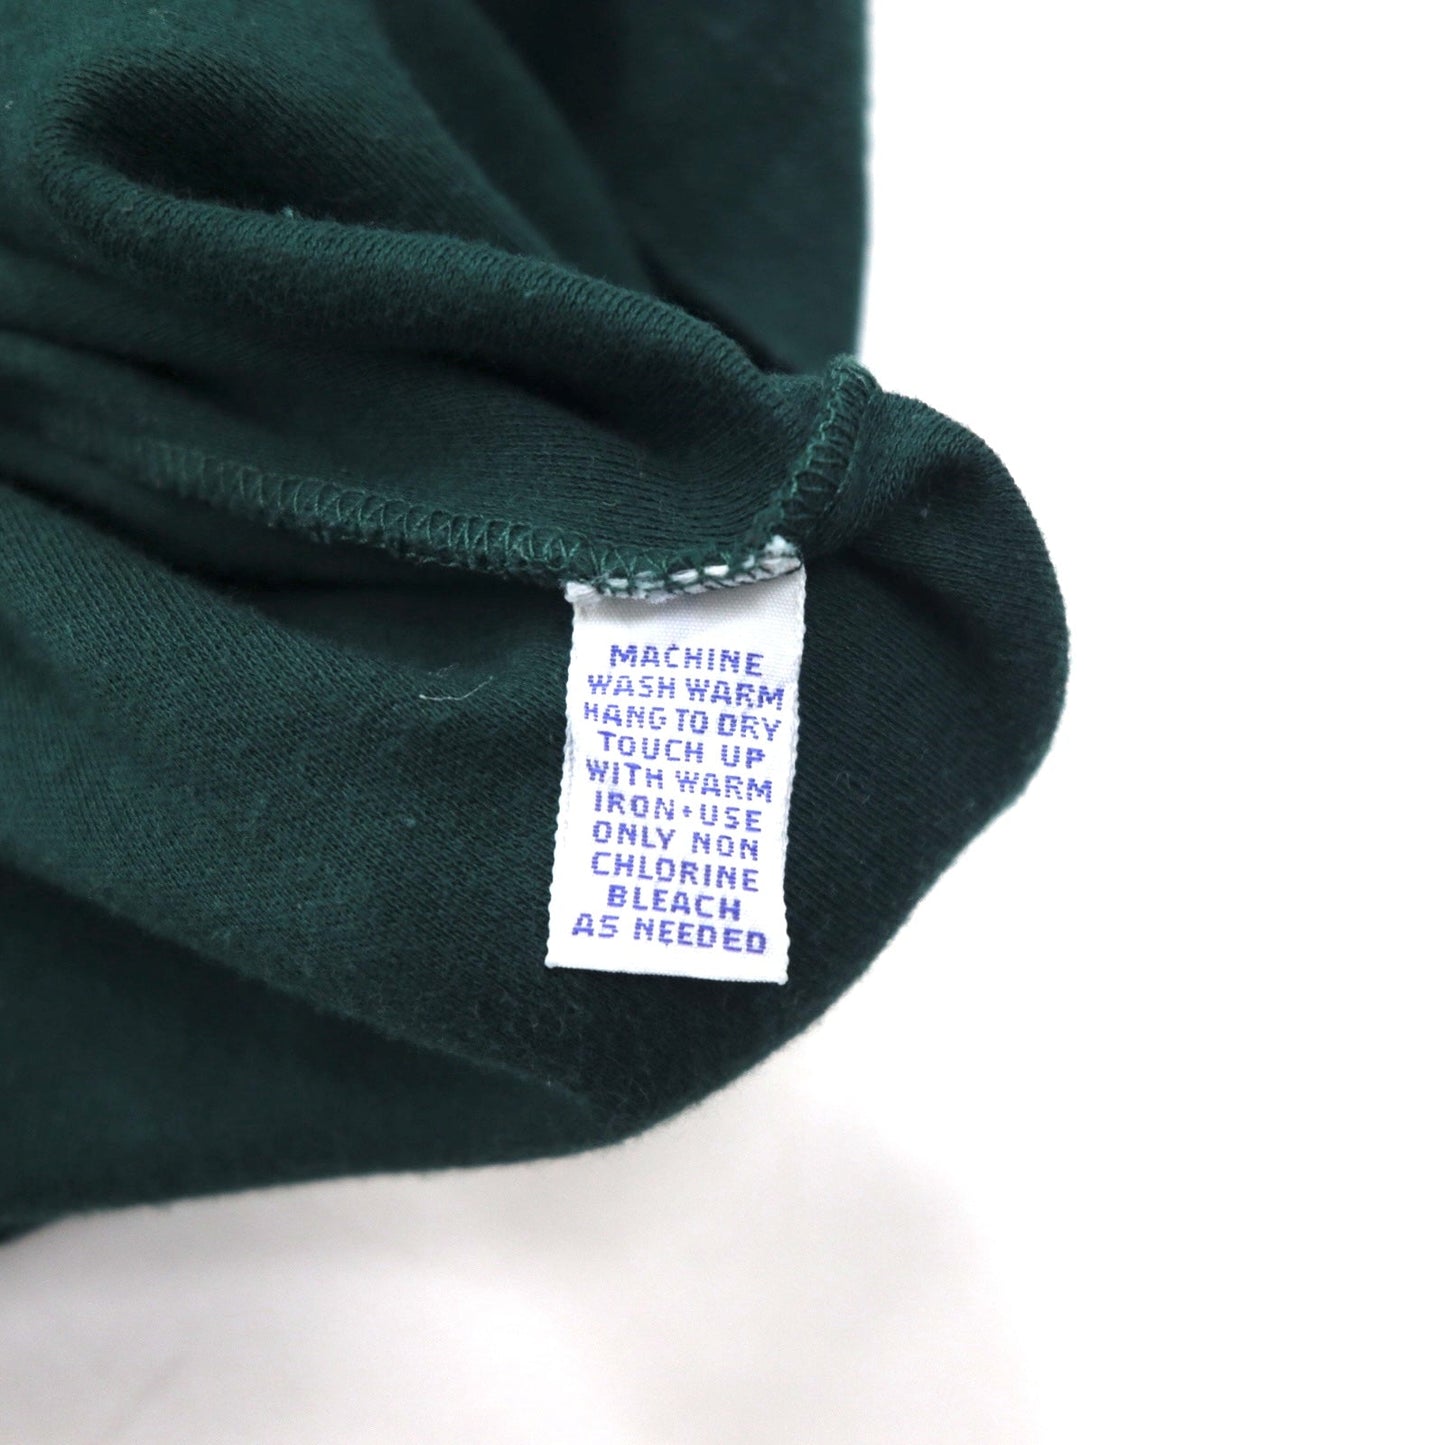 MACHINE
WASH WARM
HANG TO DRY
TOUCH UP
WITH WARM
IRON+USE
ONLY NON
CHLORINE
BLEACH
AS NEEDED